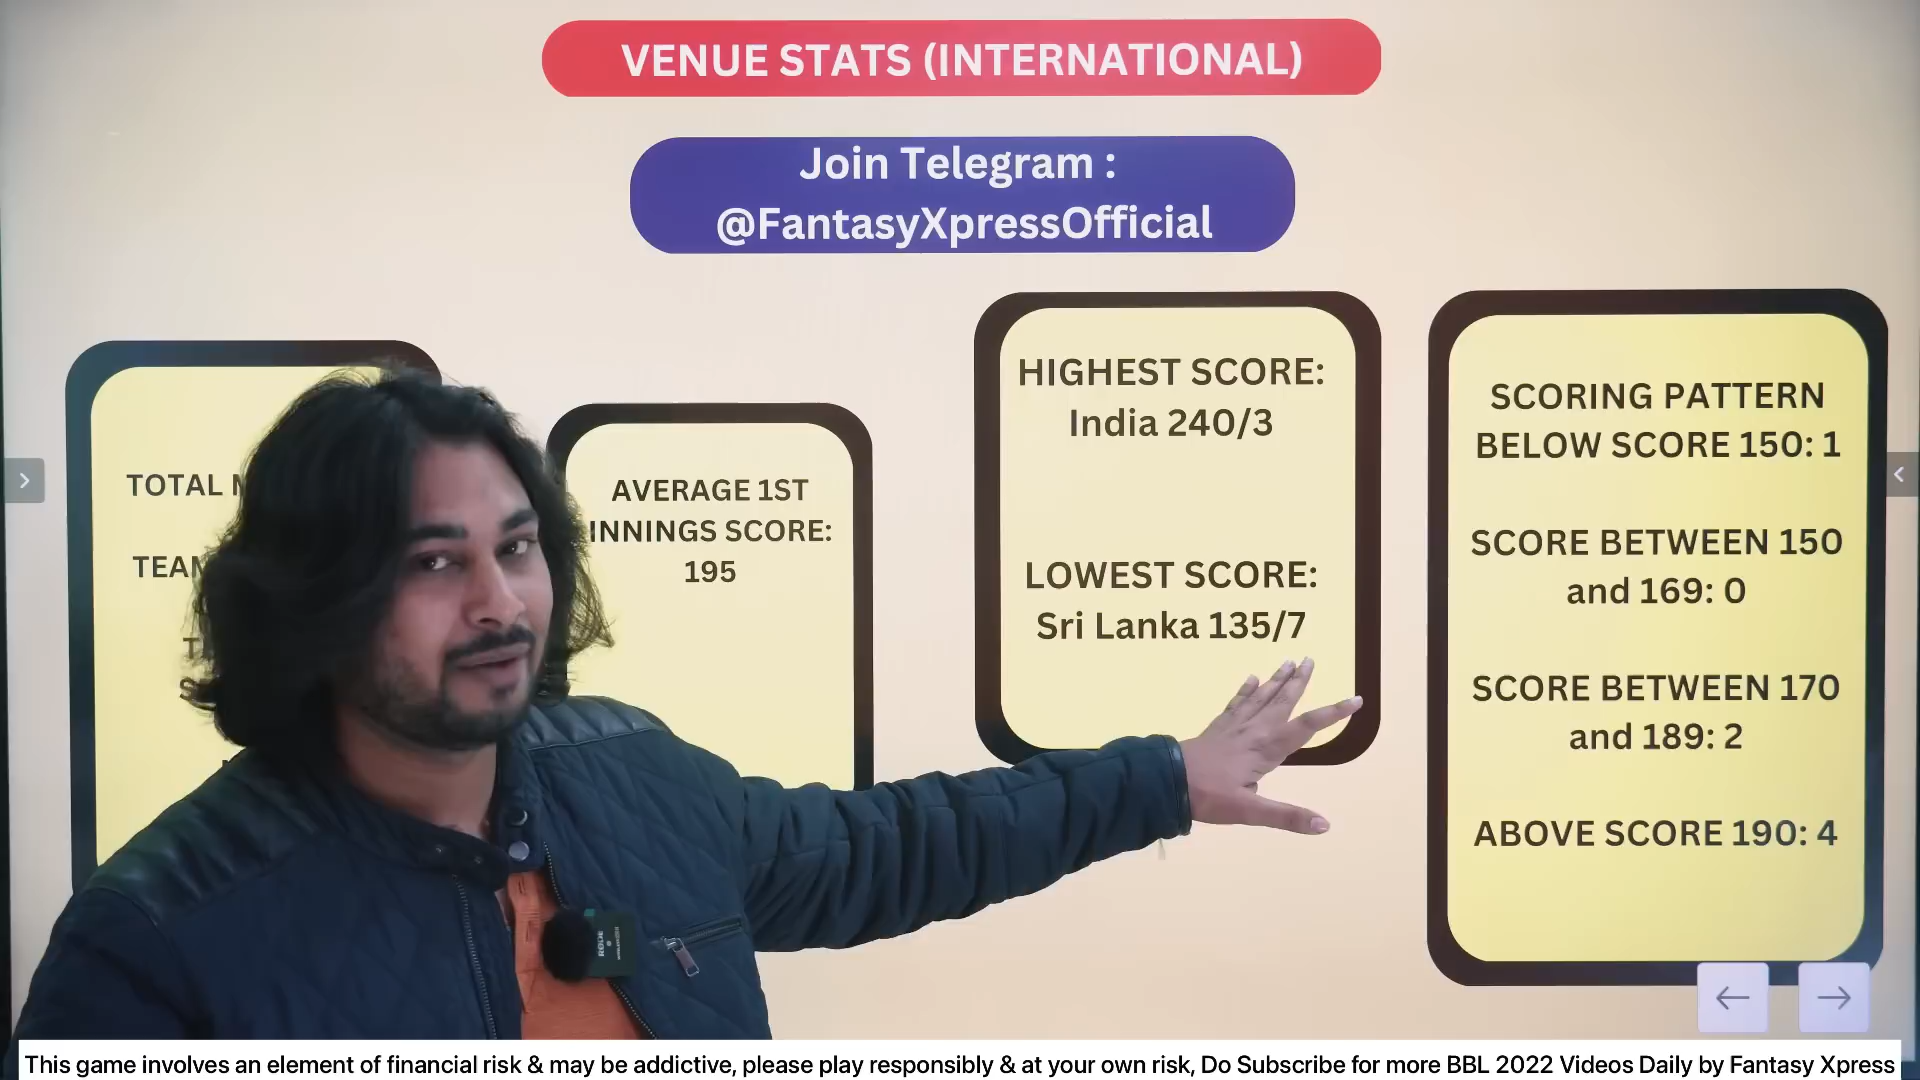 VENUE STATS (INTERNATIONAL)
Join Telegram :
@FantasyXpressOfficial
TOTAL
AVERAGE 1ST
INNINGS SCORE:
195
HIGHEST SCORE:
India 240/3
LOWEST SCORE:
Sri Lanka 135/7
SCORING PATTERN
BELOW SCORE 150: 1
SCORE BETWEEN 150
and 169: 0
SCORE BETWEEN 170
and 189: 2
ABOVE SCORE 190: 4
RODE
This game involves an element of financial risk & may be addictive, please play responsibly & at your own risk, Do Subscribe for more BBL 2022 Videos Daily by Fantasy Xpress